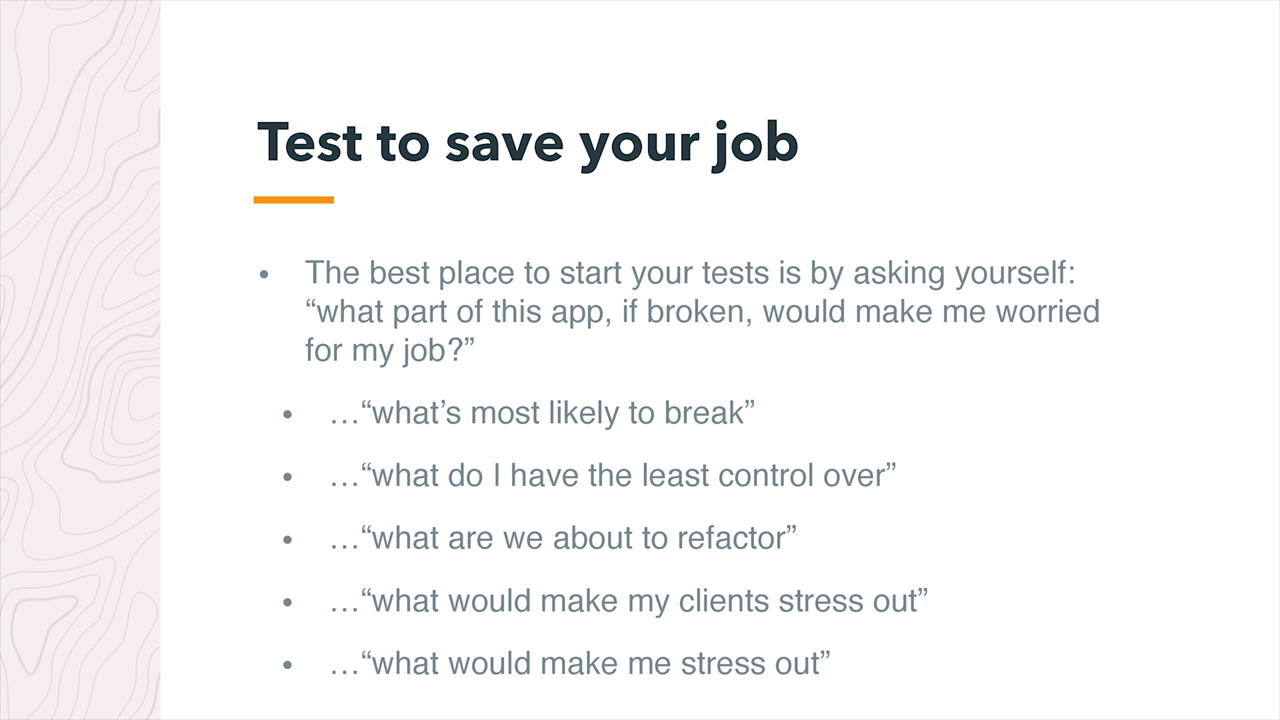 Test to save your job
• The best place to start your tests is by asking yourself:
“what part of this app, if broken, would make me worried
for my job?”
• …“what’s most likely to break”
• …“what do I have the least control over”
• …“what are we about to refactor”
• …“what would make my clients stress out”
• …“what would make me stress out”